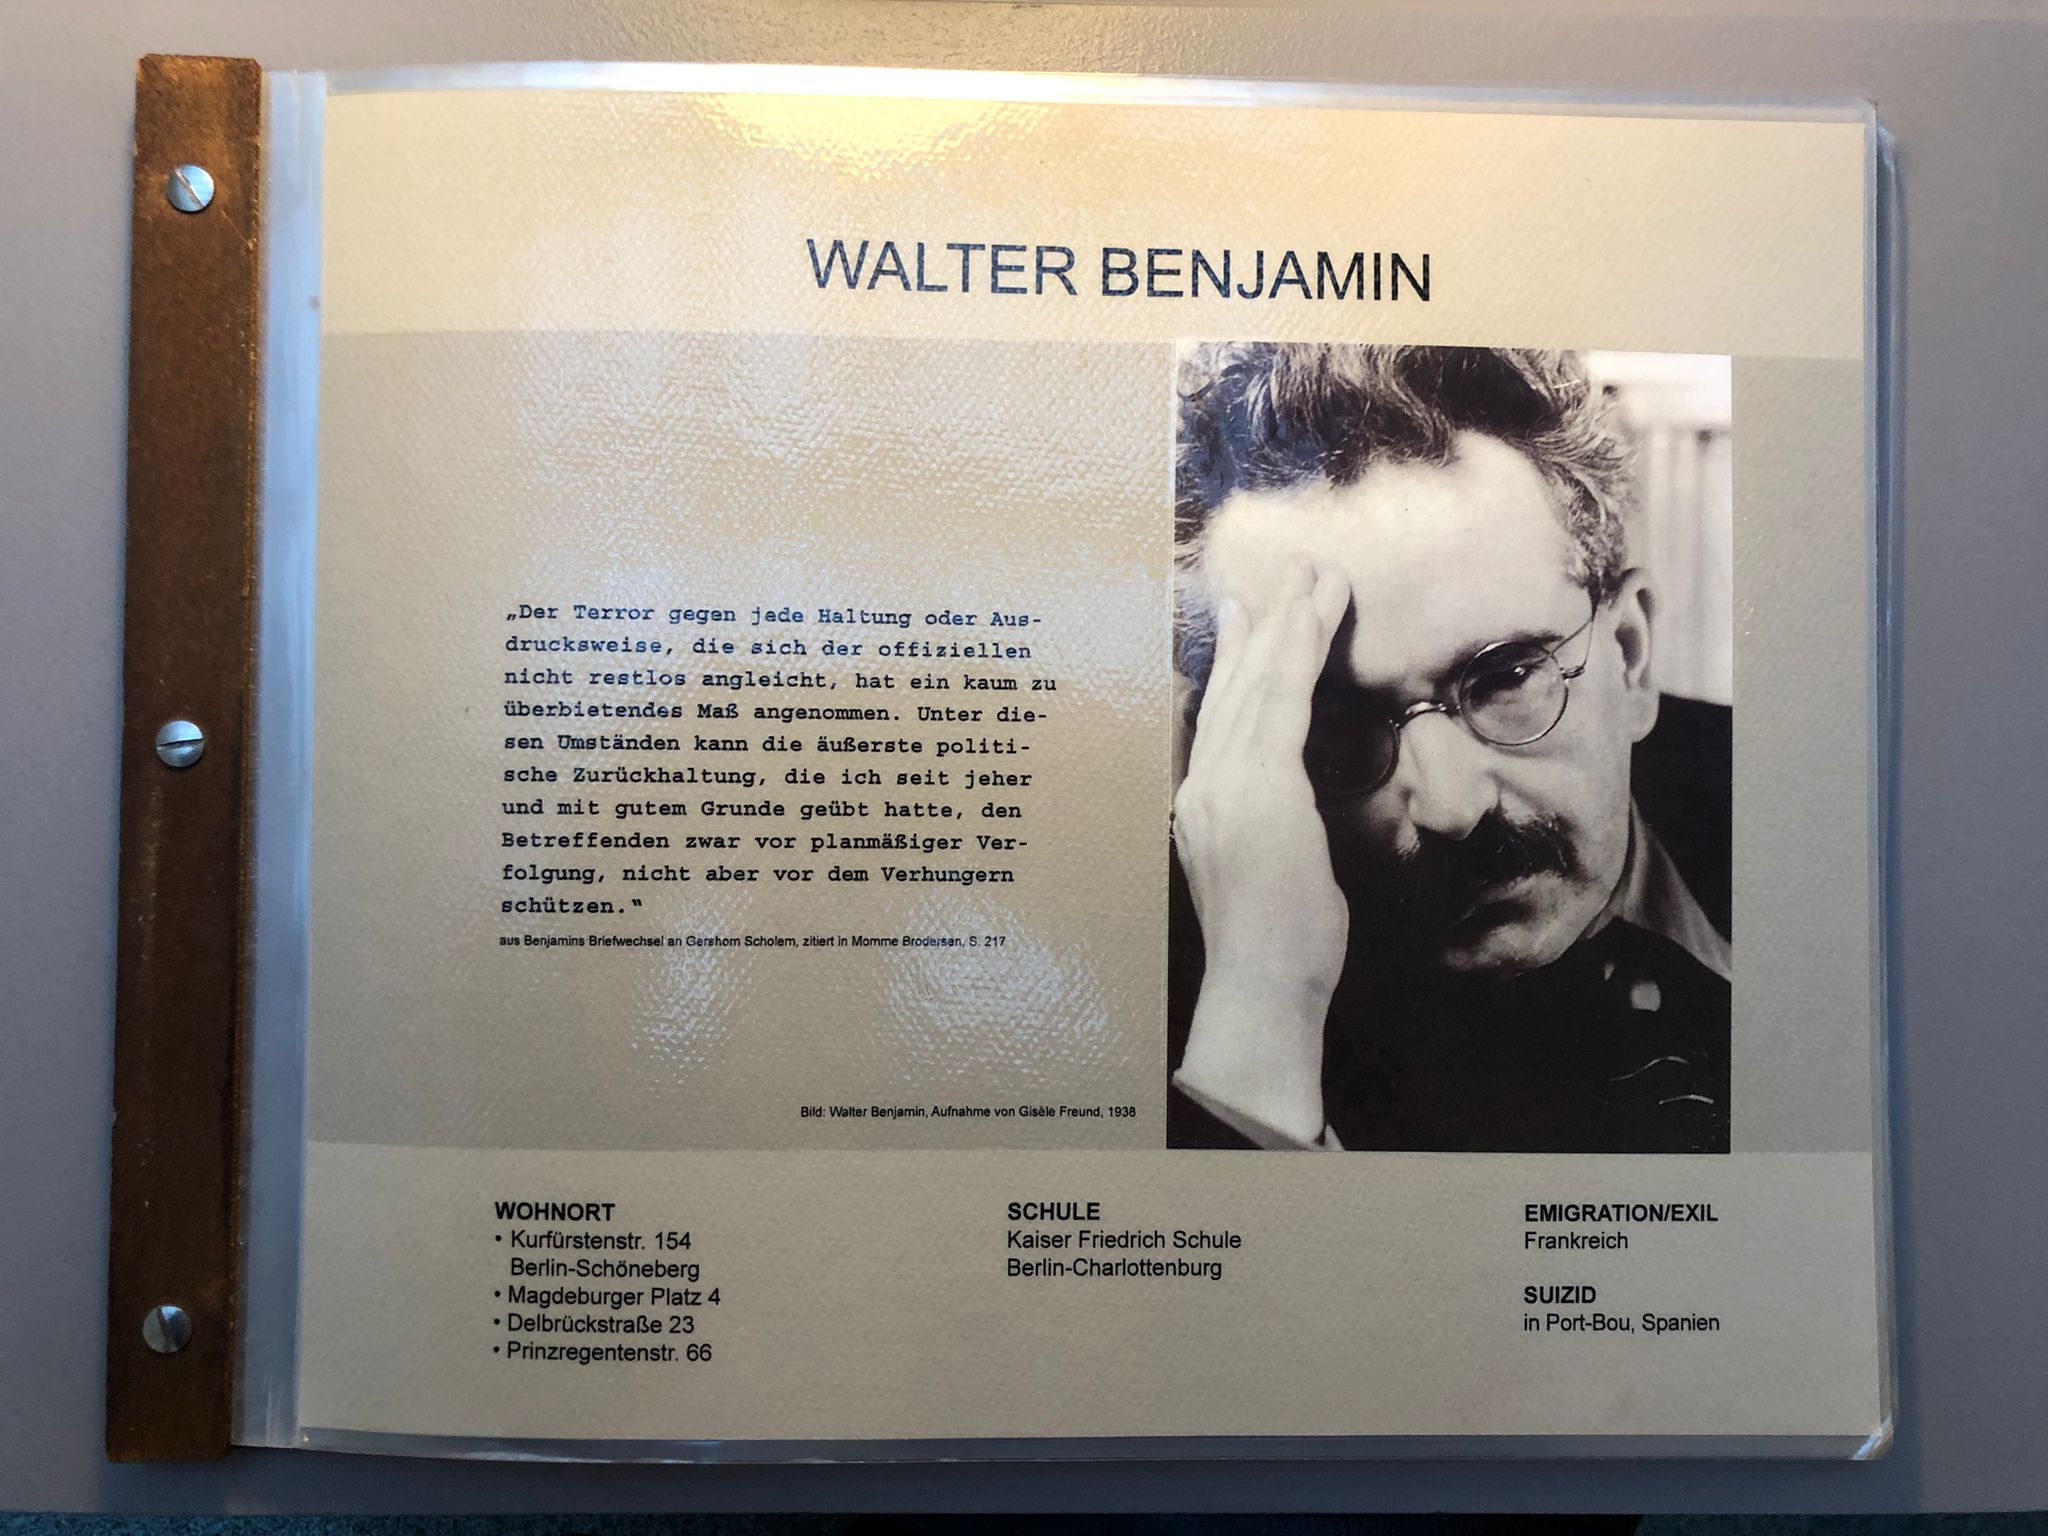 WALTER BENJAMIN
„Der Terror gegen jede Haltung oder Aus-
drucksweise, die sich der offiziellen
nicht restlos angleicht, hat ein kaum zu
überbietendes Maß angenommen. Unter die-
sen Umständen kann die äußerste politi-
sche Zurückhaltung, die ich seit jeher
und mit gutem Grunde geübt hatte, den
Betreffenden zwar vor planmäßiger Ver-
folgung, nicht aber vor dem Verhungern
schützen.“
aus Benjamins Briefwechsel an Gershom Scholem, zitiert in Momme Brodersen, S. 217
Bild: Walter Benjamin, Aufnahme von Gisèle Freund, 1938
WOHNORT
• Kurfürstenstr. 154
Berlin-Schöneberg
• Magdeburger Platz 4
• Delbrückstraße 23
• Prinzregentenstr. 66
SCHULE
Kaiser Friedrich Schule
Berlin-Charlottenburg
EMIGRATION/EXIL
Frankreich
SUIZID
in Port-Bou, Spanien